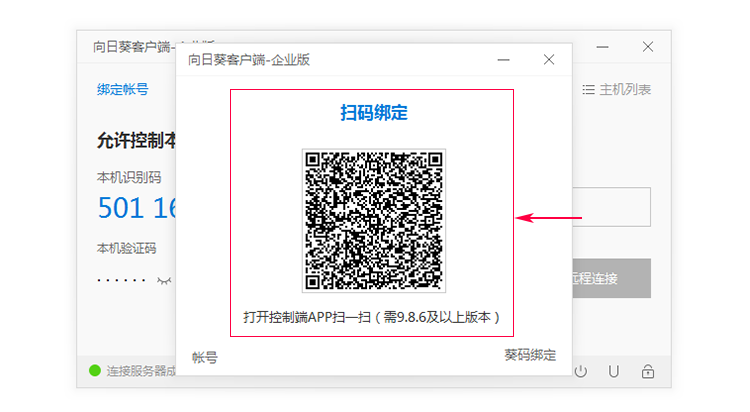 向日葵客户端-企业版
向日葵客户端-企业版
绑定帐号
主机列表
扫码绑定
允许控制本
本机识别码
501 16
本机验证码
远程连接
打开控制端APP扫一扫（需9.8.6及以上版本）
帐号
葵码绑定
连接服务器成